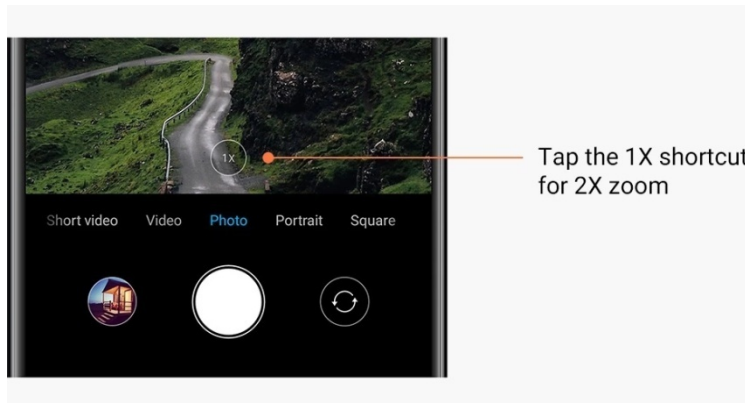 1X
Tap the 1X shortcut
for 2X zoom
Short video Video Photo Portrait Square